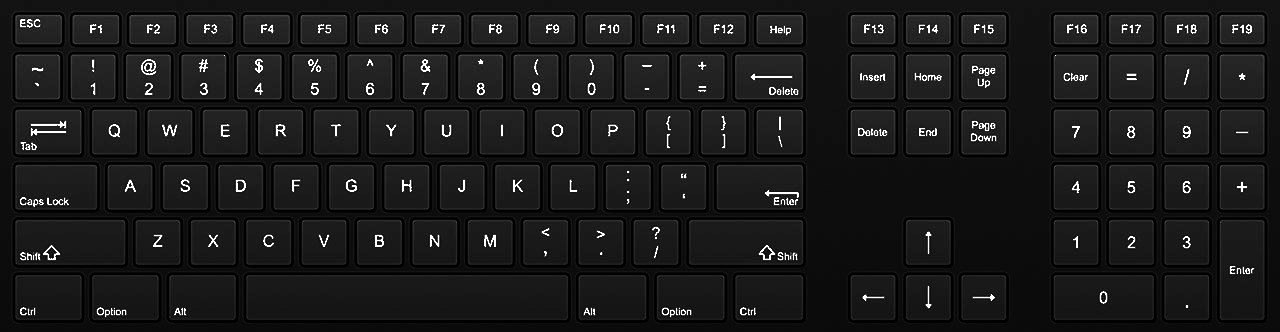 ESC F1 F2 F3 F4 F5 F6 F7 F8 F9 F10 F11 F12 Help F13 F14 F15 F16 F17 F18 F19
~ ! @ # $ % ^ & * ( ) — +
` 1 2 3 4 5 6 7 8 9 0 - = Delete Insert Home Page Up Clear = / *
Tab Q W E R T Y U I O P { [ } ] | \ Delete End Page Down 7 8 9 —
Caps Lock A S D F G H J K L : ; “ ‘ Enter 4 5 6 +
Shift Z X C V B N M < , > . ? / Shift ↑ 1 2 3 Enter
Ctrl Option Alt Alt Option Ctrl ← ↓ → 0 .